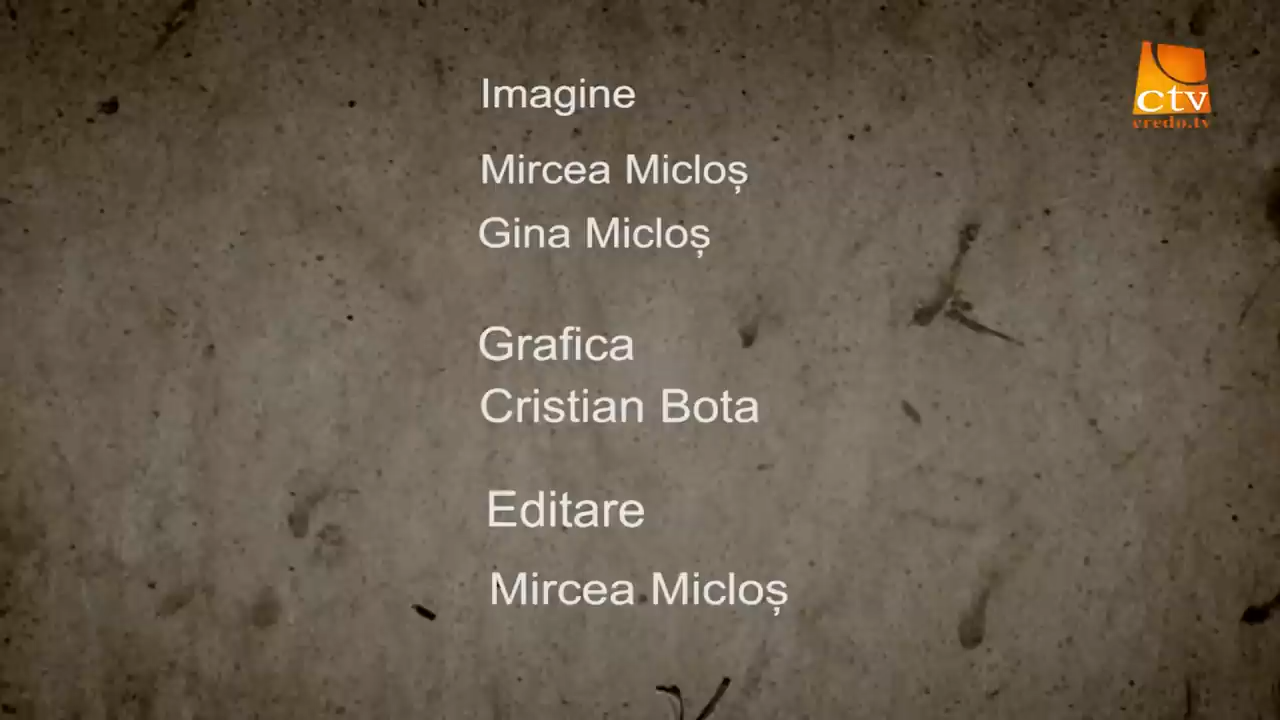 Imagine
ctv
credo.tv
Mircea Micloș
Gina Micloș
Grafica
Cristian Bota
Editare
Mircea Micloș